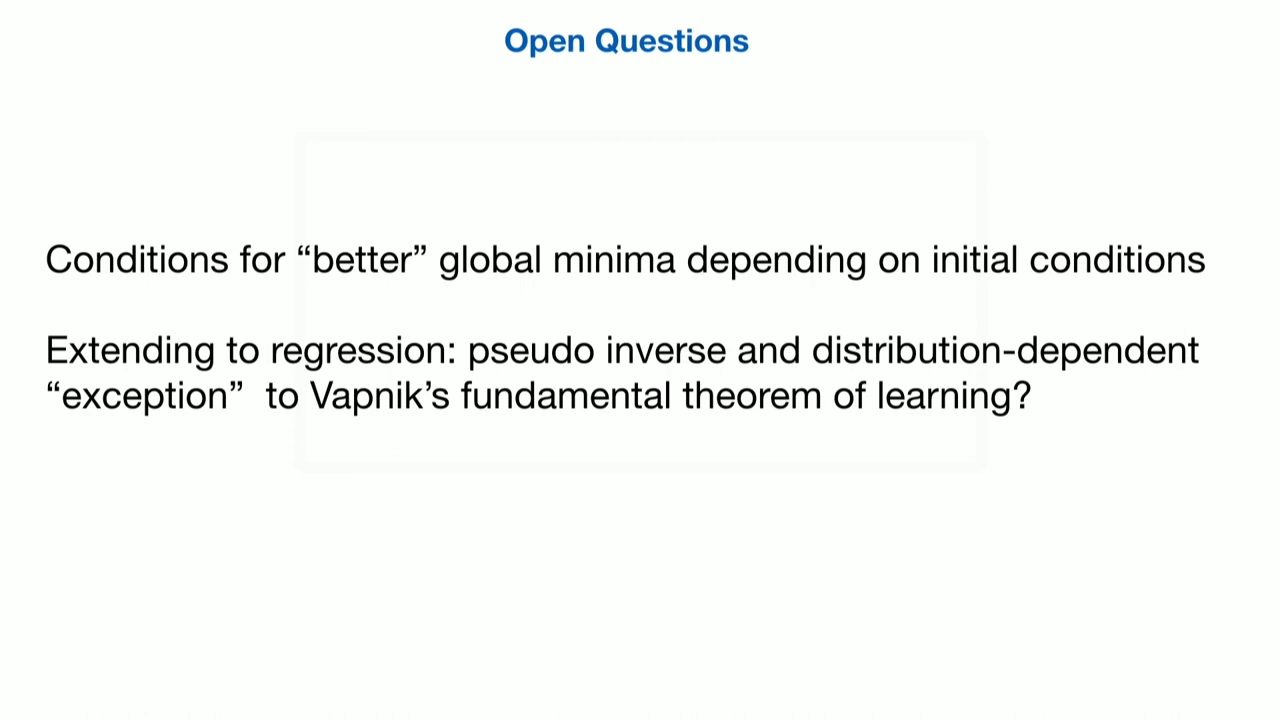 Open Questions
Conditions for “better” global minima depending on initial conditions
Extending to regression: pseudo inverse and distribution-dependent
“exception”  to Vapnik’s fundamental theorem of learning?